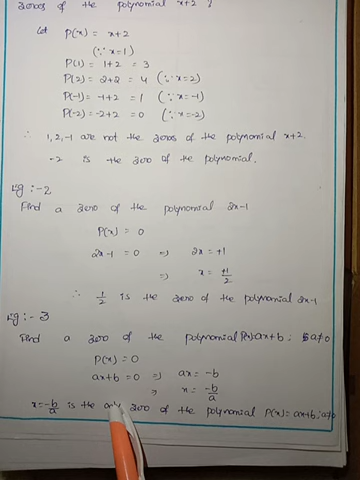 zeroes of the polynomial x+2 ?
Let P(x) = x+2
(∵ x=1)
P(1) = 1+2 = 3
P(2) = 2+2 = 4 (∵ x=2)
P(-1) = -1+2 = 1 (∵ x=-1)
P(-2) = -2+2 = 0 (∵ x=-2)
∴ 1, 2, -1 are not the zeros of the polynomial x+2.
-2 is the zero of the polynomial.
Eg :- 2
Find a zero of the polynomial 2x-1
P(x) = 0
2x-1 = 0 ⇒ 2x = +1
⇒ x = +1/2
∴ 1/2 is the zero of the polynomial 2x-1
Eg :- 3
Find a zero of the polynomial P(x)=ax+b ; a≠0
P(x) = 0
ax+b = 0 ⇒ ax = -b
⇒ x = -b/a
x = -b/a is the only zero of the polynomial P(x) = ax+b ; a≠0